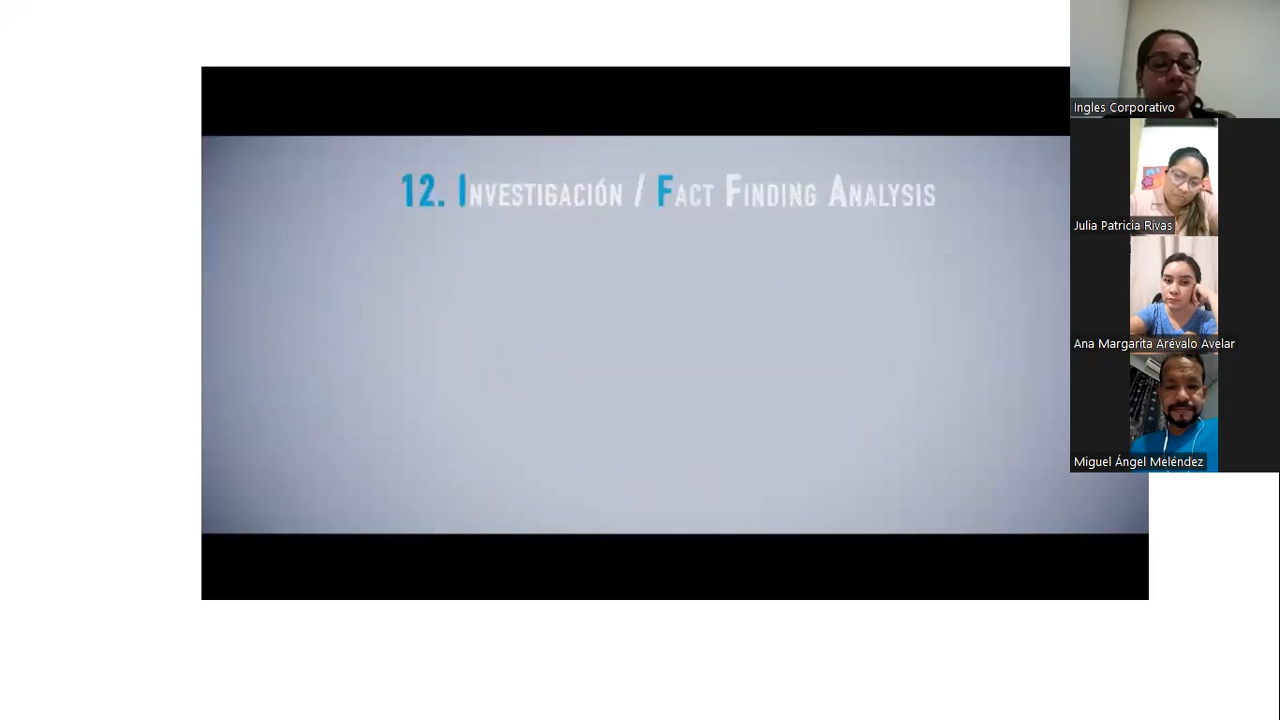 12. INVESTIGACIÓN / FACT FINDING ANALYSIS
Ingles Corporativo
Julia Patricia Rivas
Ana Margarita Arévalo Avelar
Miguel Ángel Meléndez